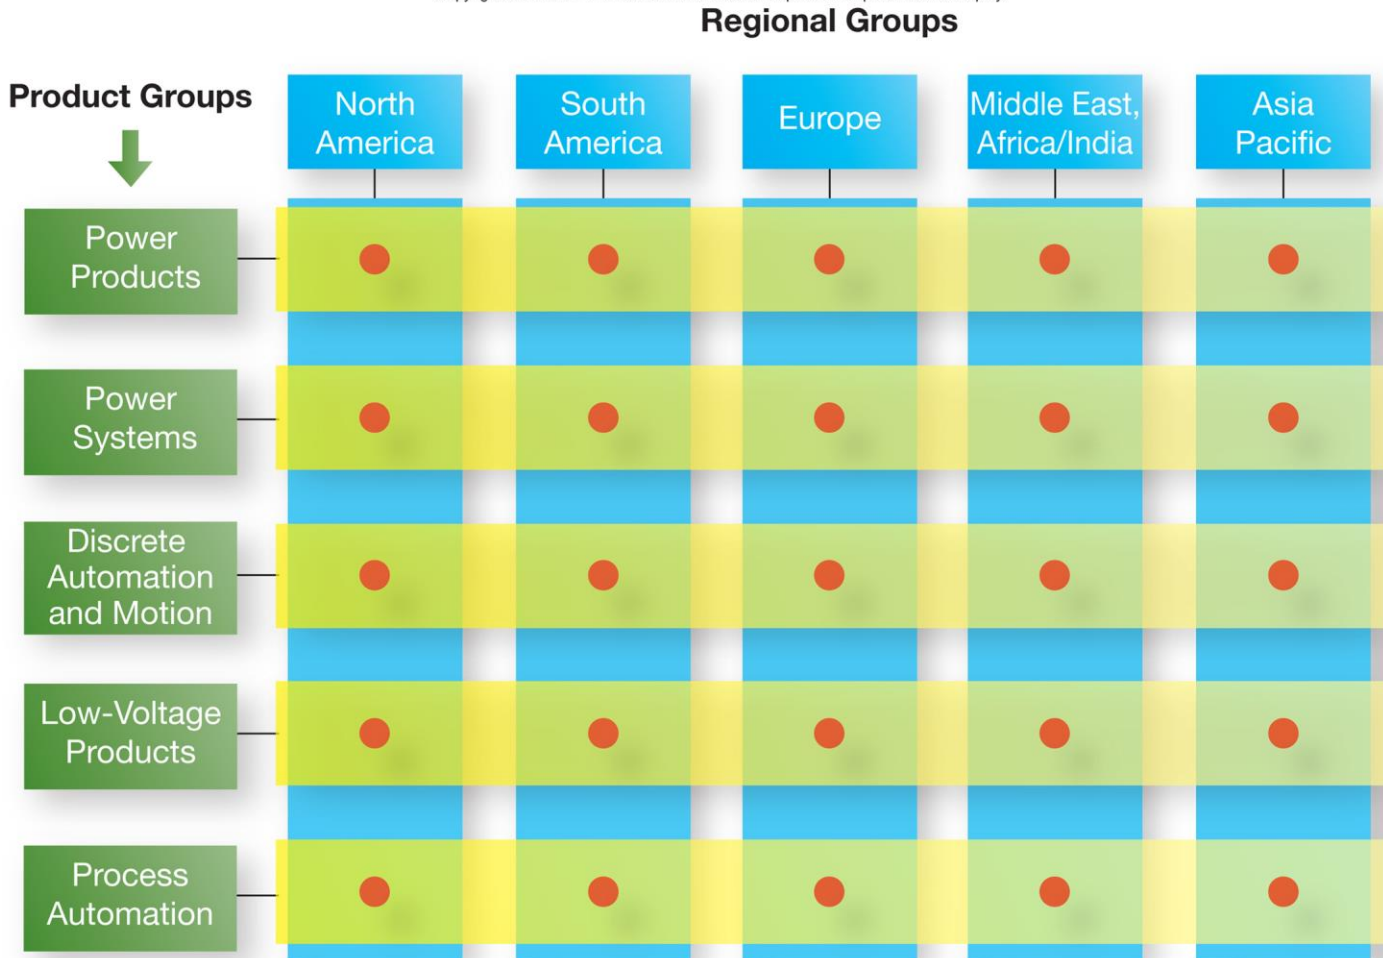 Regional Groups
Product Groups
North
America
South
America
Europe
Middle East,
Africa/India
Asia
Pacific
Power
Products
Power
Systems
Discrete
Automation
and Motion
Low-Voltage
Products
Process
Automation